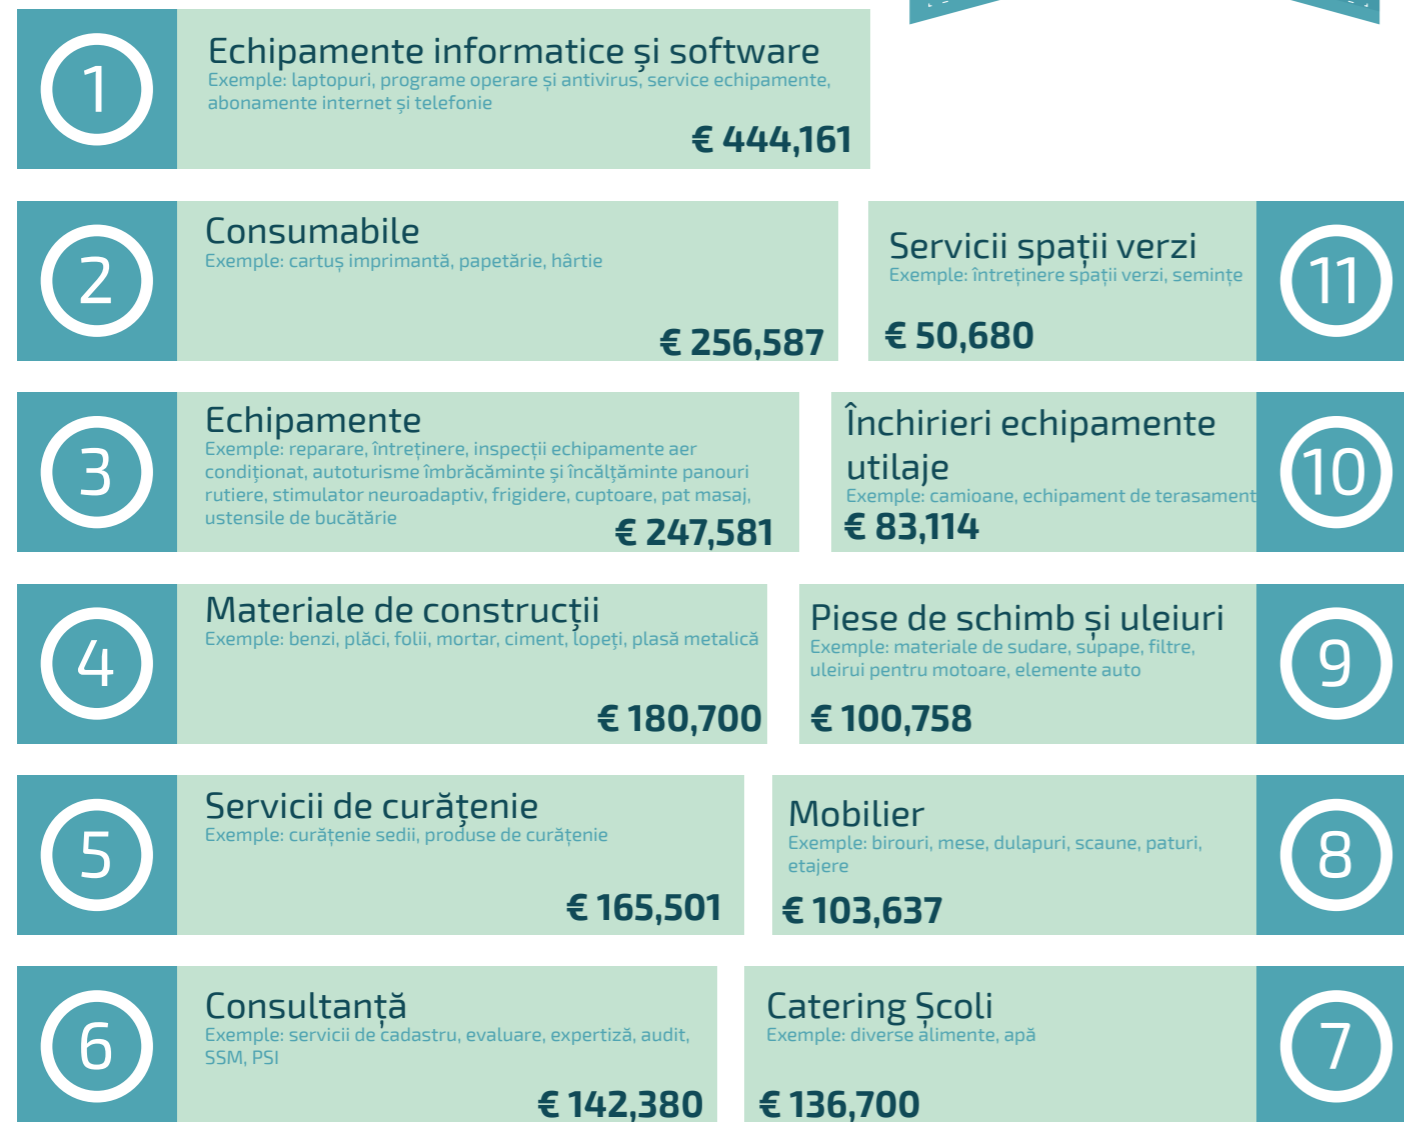 1
Echipamente informatice și software
Exemple: laptopuri, programe operare și antivirus, service echipamente,
abonamente internet și telefonie
€ 444,161
2
Consumabile
Exemple: cartuș imprimantă, papetărie, hârtie
€ 256,587
3
Echipamente
Exemple: reparare, întreținere, inspecții echipamente aer
condiționat, autoturisme îmbrăcăminte și încălțăminte panouri
rutiere, stimulator neuroadaptiv, frigidere, cuptoare, pat masaj,
ustensile de bucătărie
€ 247,581
4
Materiale de construcții
Exemple: benzi, plăci, folii, mortar, ciment, lopeți, plasă metalică
€ 180,700
5
Servicii de curățenie
Exemple: curățenie sedii, produse de curățenie
€ 165,501
6
Consultanță
Exemple: servicii de cadastru, evaluare, expertiză, audit,
SSM, PSI
€ 142,380
Catering Școli
Exemple: diverse alimente, apă
€ 136,700
7
Mobilier
Exemple: birouri, mese, dulapuri, scaune, paturi,
etajere
€ 103,637
8
Piese de schimb și uleiuri
Exemple: materiale de sudare, supape, filtre,
uleirui pentru motoare, elemente auto
€ 100,758
9
Închirieri echipamente
utilaje
Exemple: camioane, echipament de terasament
€ 83,114
10
Servicii spații verzi
Exemple: întreținere spații verzi, semințe
€ 50,680
11